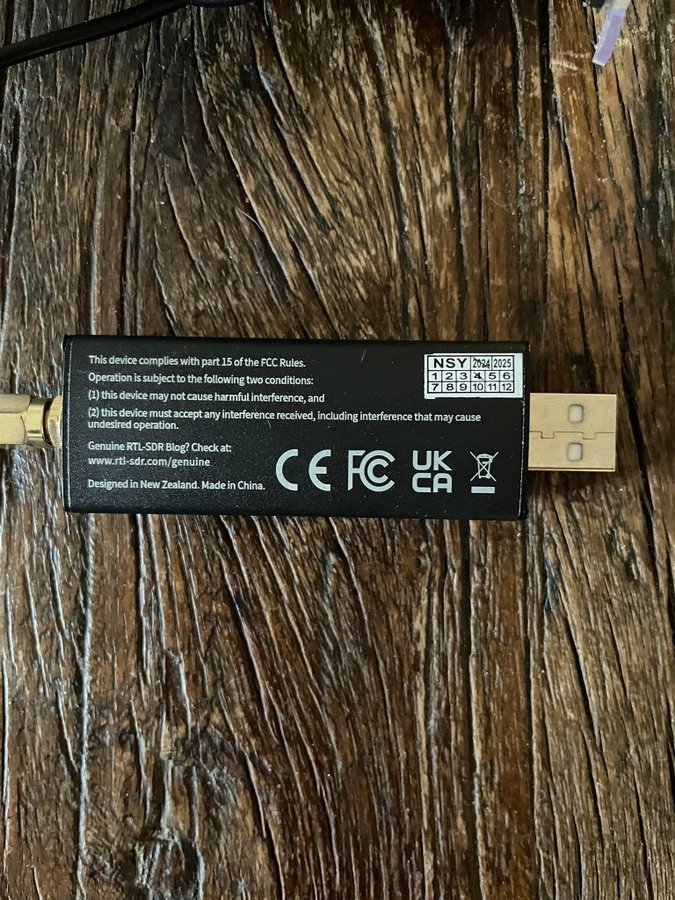 This device complies with part 15 of the FCC Rules.
Operation is subject to the following two conditions:
(1) this device may not cause harmful interference, and
(2) this device must accept any interference received, including interference that may cause
undesired operation.
Genuine RTL-SDR Blog? Check at:
www.rtl-sdr.com/genuine
Designed in New Zealand. Made in China.
CE FC UK
CA
NSY 2024 2025
1 2 3 4 5 6
7 8 9 10 11 12